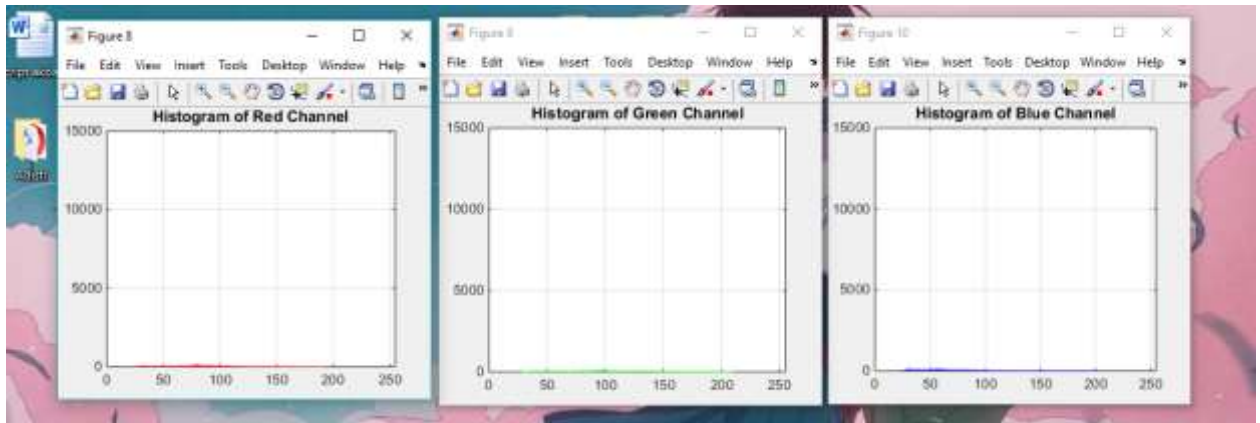 Figure 8
File Edit View Insert Tools Desktop Window Help
Histogram of Red Channel
15000
10000
5000
0
0 50 100 150 200 250
File Edit View Insert Tools Desktop Window Help
Histogram of Green Channel
15000
10000
5000
0
0 50 100 150 200 250
Figure 10
File Edit View Insert Tools Desktop Window Help
Histogram of Blue Channel
15000
10000
5000
0
0 50 100 150 200 250